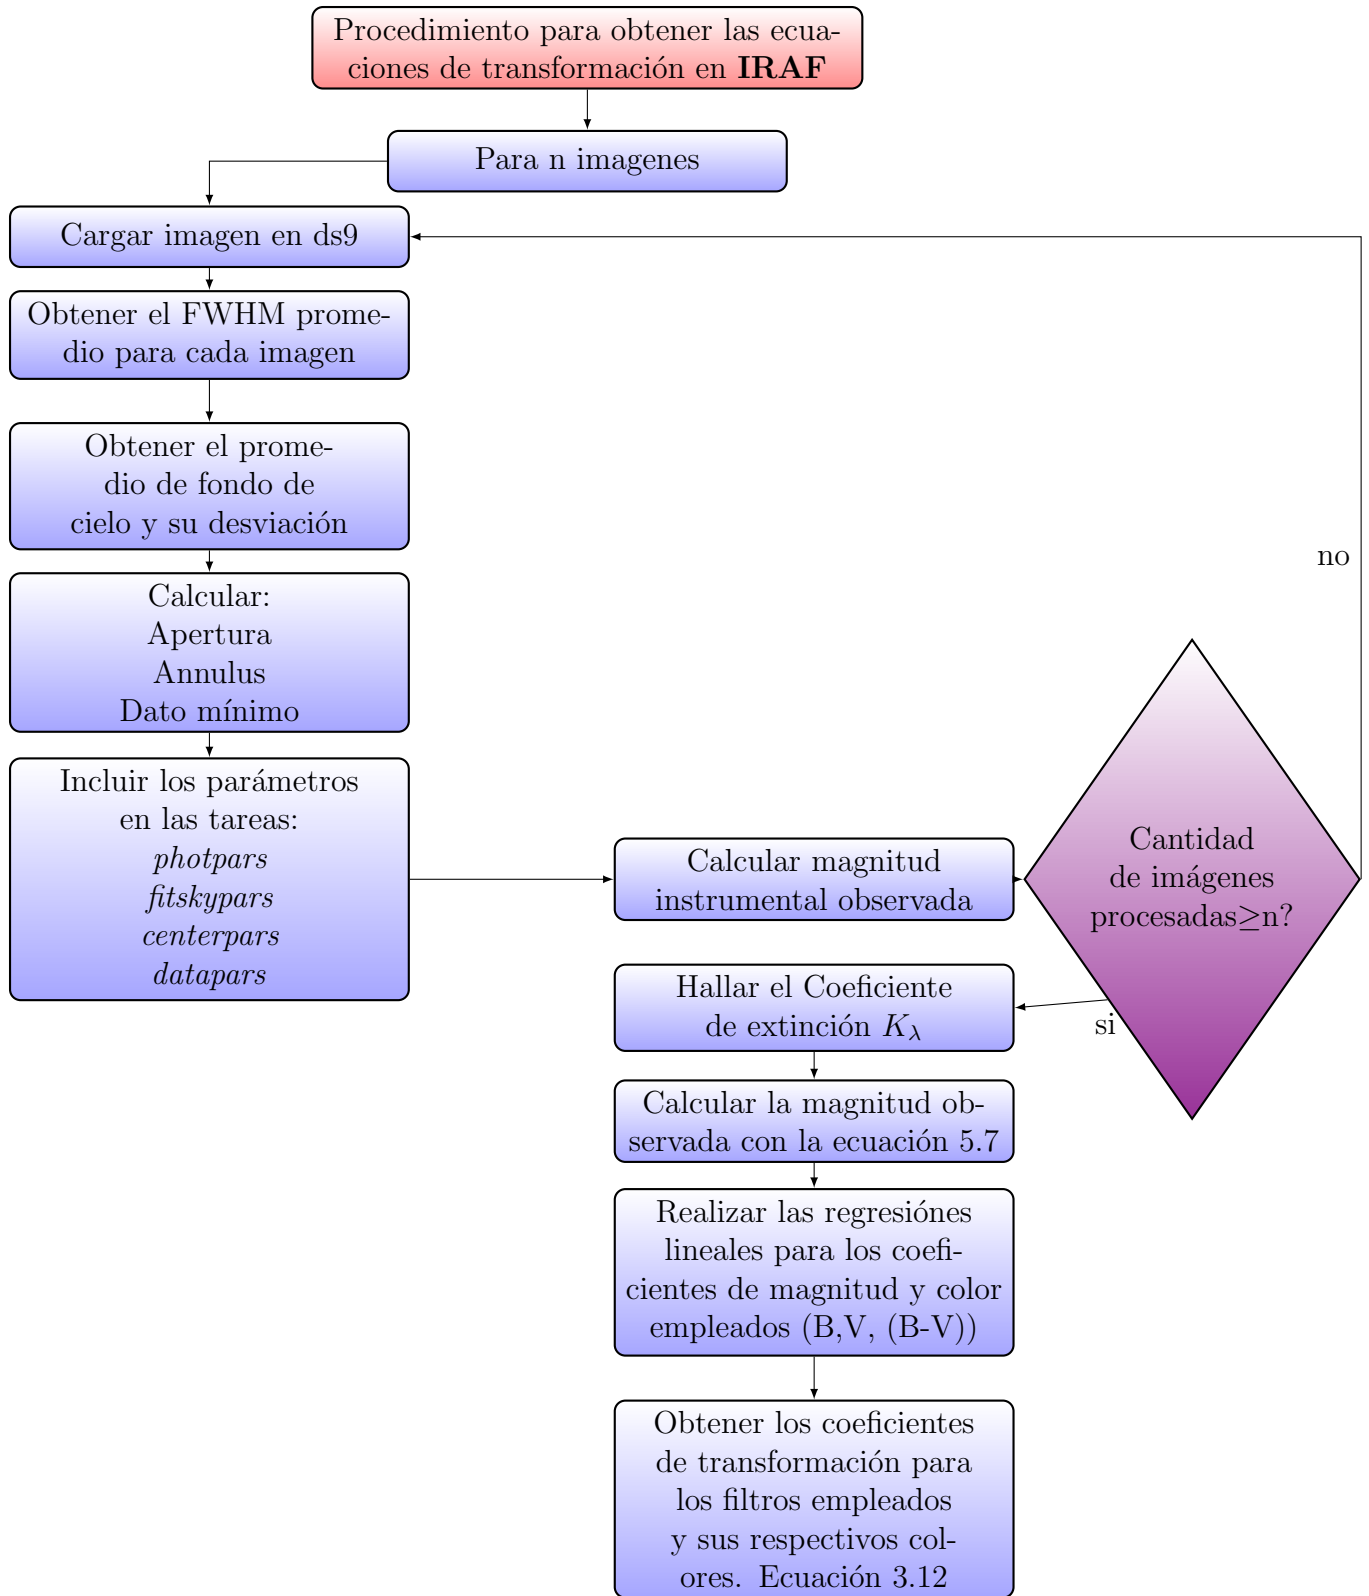 Procedimiento para obtener las ecua-
ciones de transformación en IRAF
Para n imagenes
Cargar imagen en ds9
Obtener el FWHM prome-
dio para cada imagen
Obtener el prome-
dio de fondo de
cielo y su desviación
Calcular:
Apertura
Annulus
Dato mínimo
Incluir los parámetros
en las tareas:
photpars
fitskypars
centerpars
datapars
Calcular magnitud
instrumental observada
Cantidad
de imágenes
procesadas≥n?
no
si
Hallar el Coeficiente
de extinción K_λ
Calcular la magnitud ob-
servada con la ecuación 5.7
Realizar las regresiónes
lineales para los coefi-
cientes de magnitud y color
empleados (B,V, (B-V))
Obtener los coeficientes
de transformación para
los filtros empleados
y sus respectivos col-
ores. Ecuación 3.12